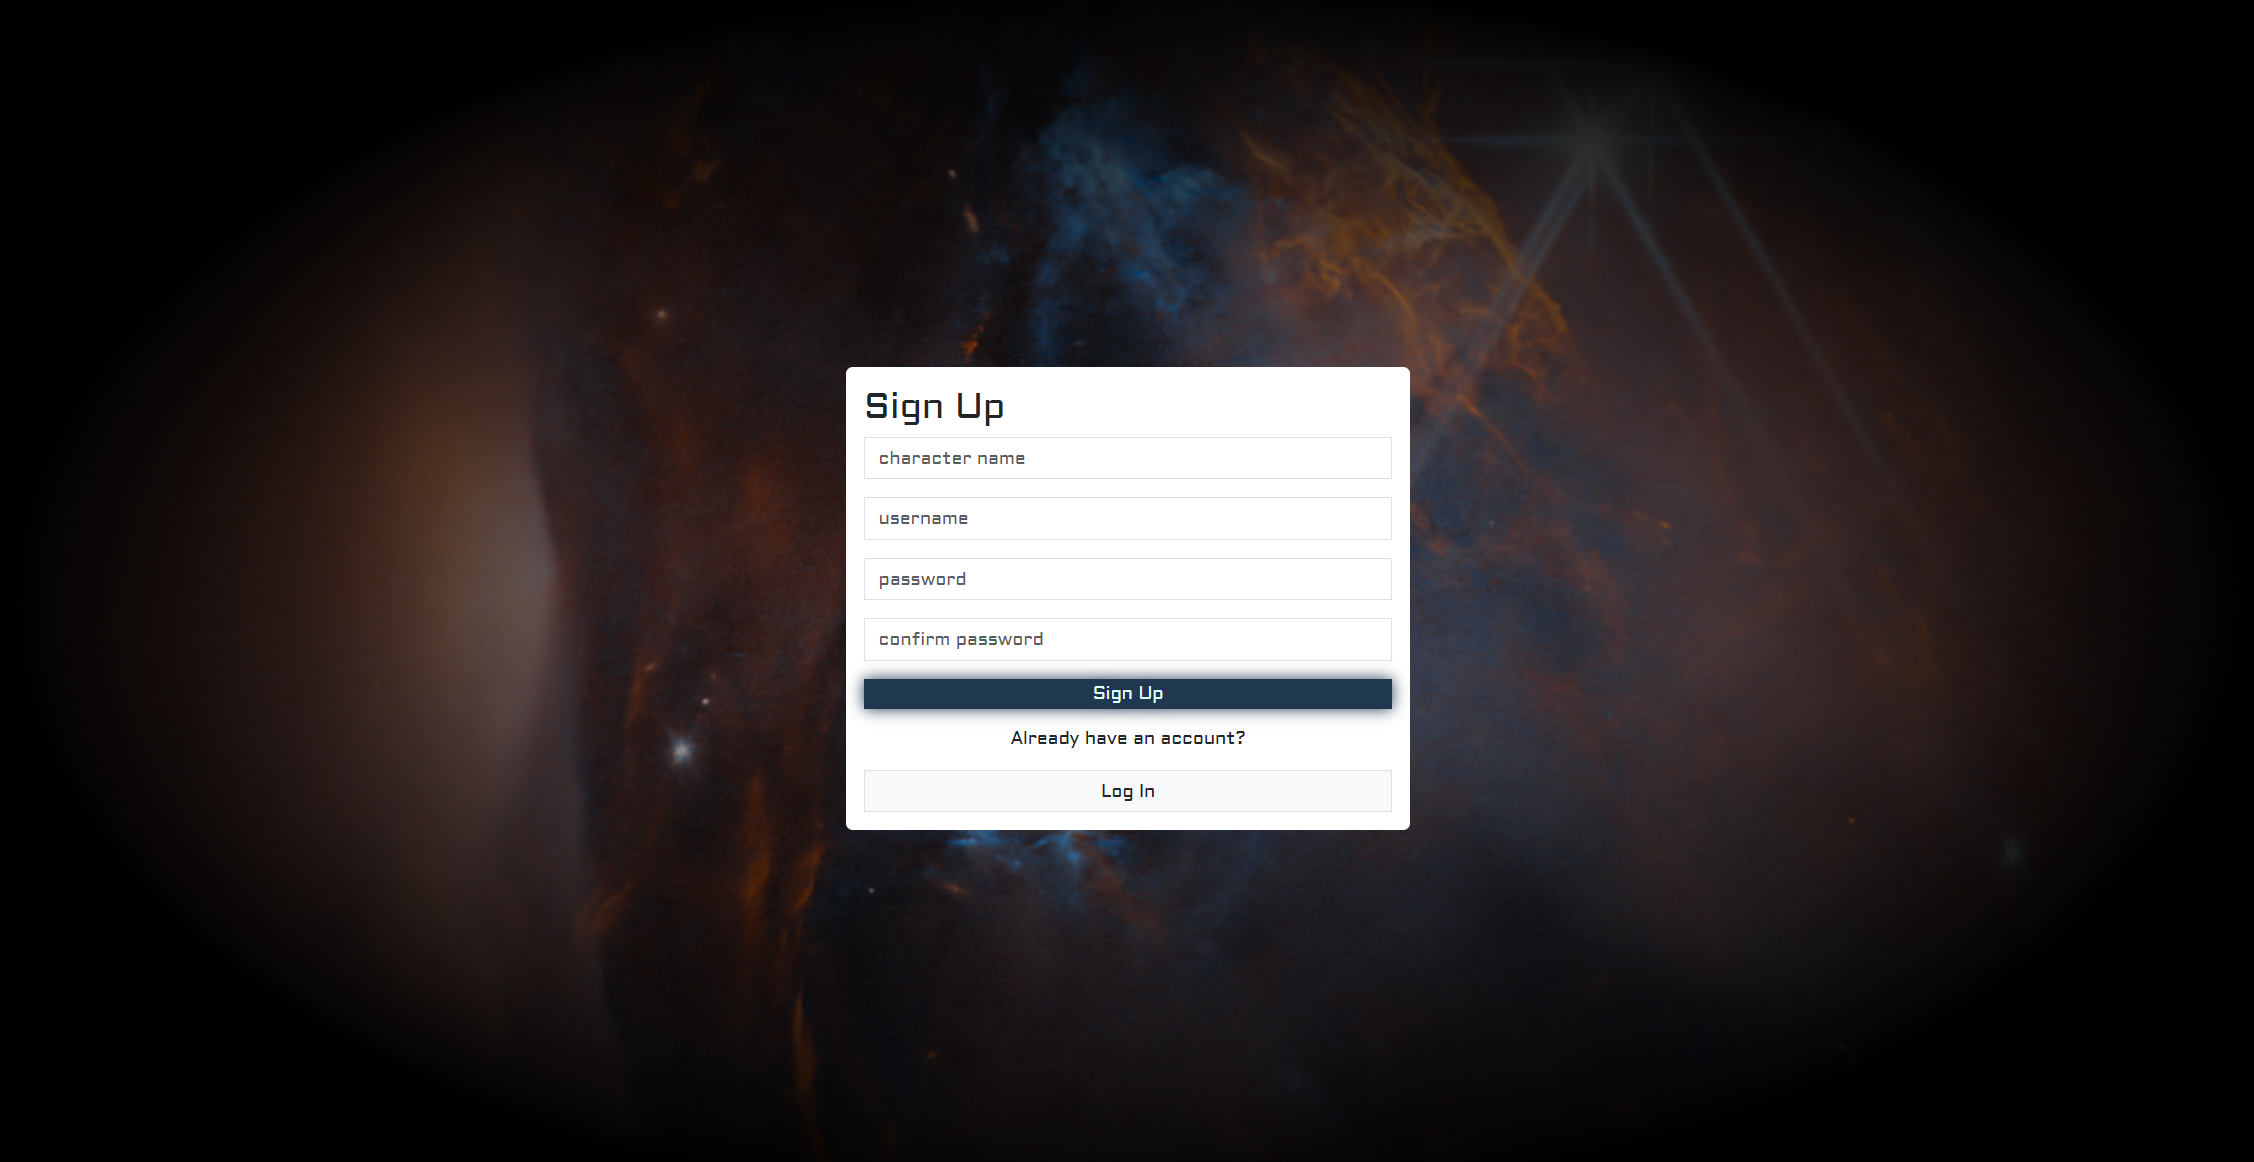 Sign Up
character name
username
password
confirm password
Sign Up
Already have an account?
Log In